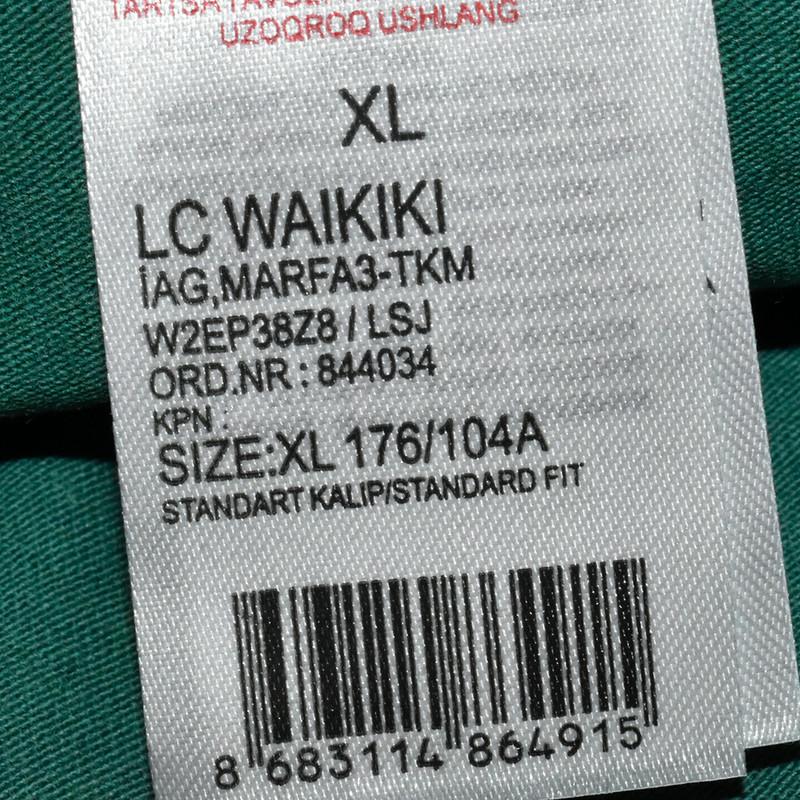 UZOQROQ USHLANG
XL
LC WAIKIKI
İAG,MARFA3-TKM
W2EP38Z8 / LSJ
ORD.NR : 844034
KPN :
SIZE:XL 176/104A
STANDART KALIP/STANDARD FIT
8 683114 864915